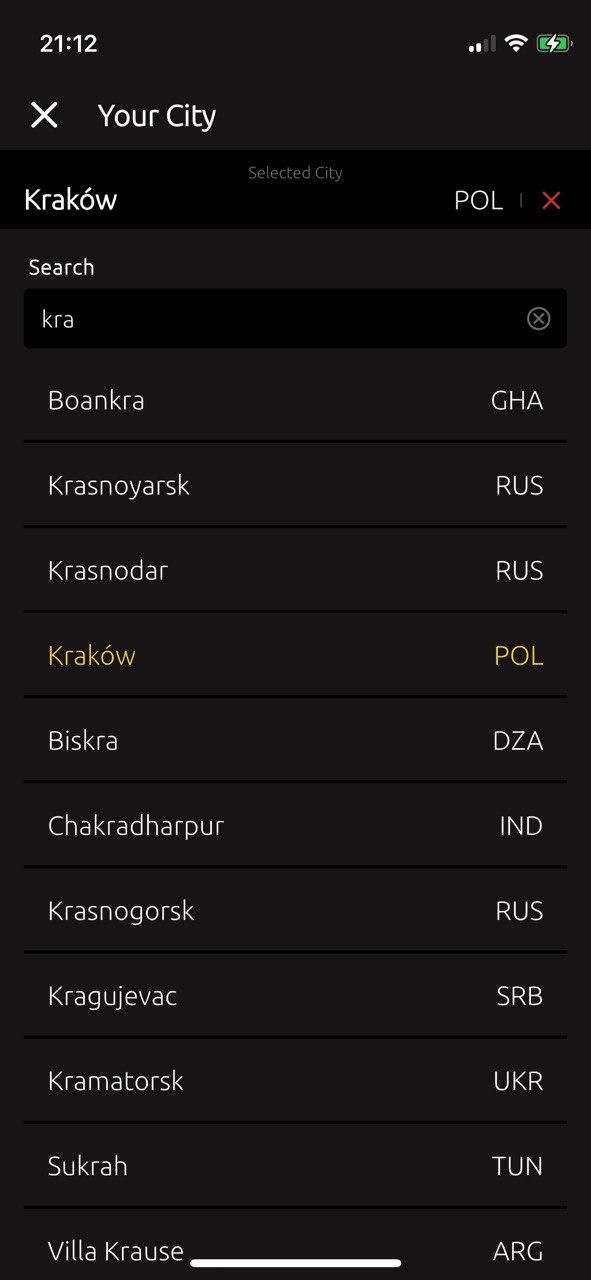 21:12
Your City
Selected City
Kraków POL
Search
kra
Boankra GHA
Krasnoyarsk RUS
Krasnodar RUS
Kraków POL
Biskra DZA
Chakradharpur IND
Krasnogorsk RUS
Kragujevac SRB
Kramatorsk UKR
Sukrah TUN
Villa Krause ARG